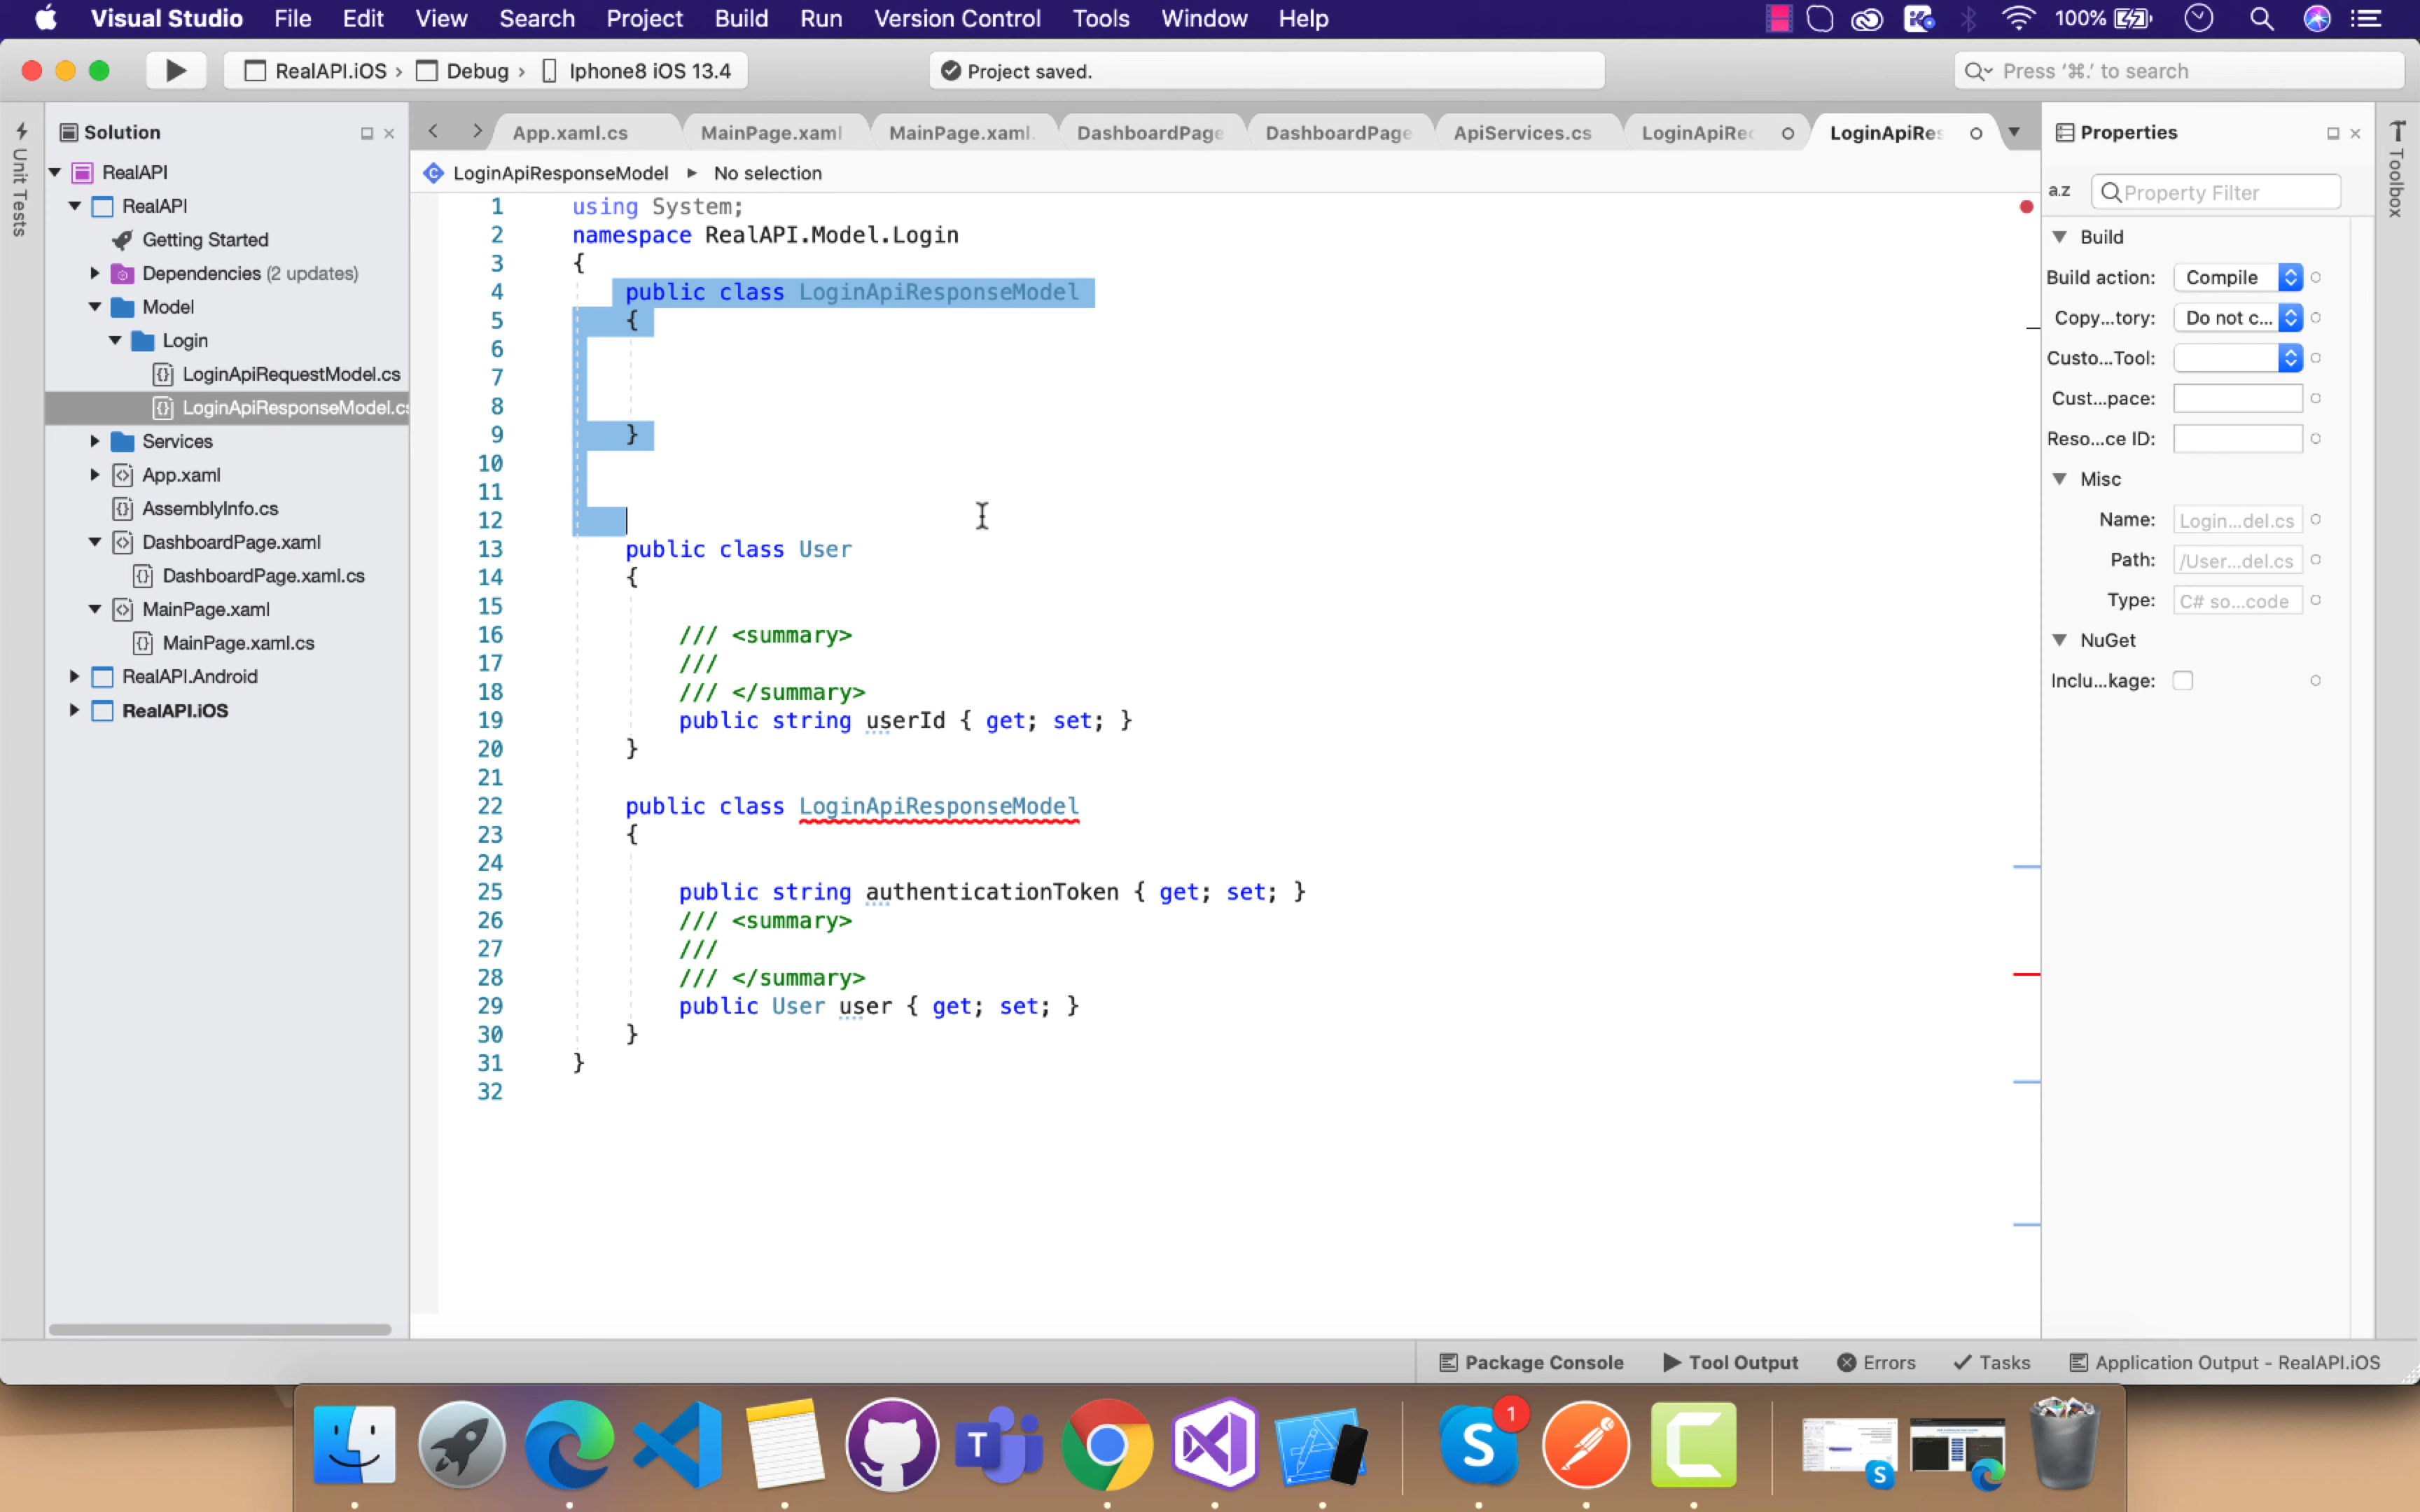 Visual Studio File Edit View Search Project Build Run Version Control Tools Window Help 100%
RealAPI.iOS › Debug › Iphone8 iOS 13.4
Project saved.
Press '⌘.' to search
Unit Tests
Solution
RealAPI
RealAPI
Getting Started
Dependencies (2 updates)
Model
Login
LoginApiRequestModel.cs
LoginApiResponseModel.cs
Services
App.xaml
AssemblyInfo.cs
DashboardPage.xaml
DashboardPage.xaml.cs
MainPage.xaml
MainPage.xaml.cs
RealAPI.Android
RealAPI.iOS
App.xaml.cs MainPage.xaml MainPage.xaml. DashboardPage DashboardPage ApiServices.cs LoginApiRec LoginApiRes
LoginApiResponseModel ▸ No selection
1 using System;
2 namespace RealAPI.Model.Login
3 {
4 public class LoginApiResponseModel
5 {
6
7
8
9 }
10
11
12
13 public class User
14 {
15
16 /// <summary>
17 ///
18 /// </summary>
19 public string userId { get; set; }
20 }
21
22 public class LoginApiResponseModel
23 {
24
25 public string authenticationToken { get; set; }
26 /// <summary>
27 ///
28 /// </summary>
29 public User user { get; set; }
30 }
31 }
32
Properties
a.z Property Filter
Build
Build action: Compile
Copy...tory: Do not c...
Custo...Tool:
Cust...pace:
Reso...ce ID:
Misc
Name: Login...del.cs
Path: /User...del.cs
Type: C# so...code
NuGet
Inclu...kage:
Toolbox
Package Console Tool Output Errors Tasks Application Output - RealAPI.iOS
T
S
1
S